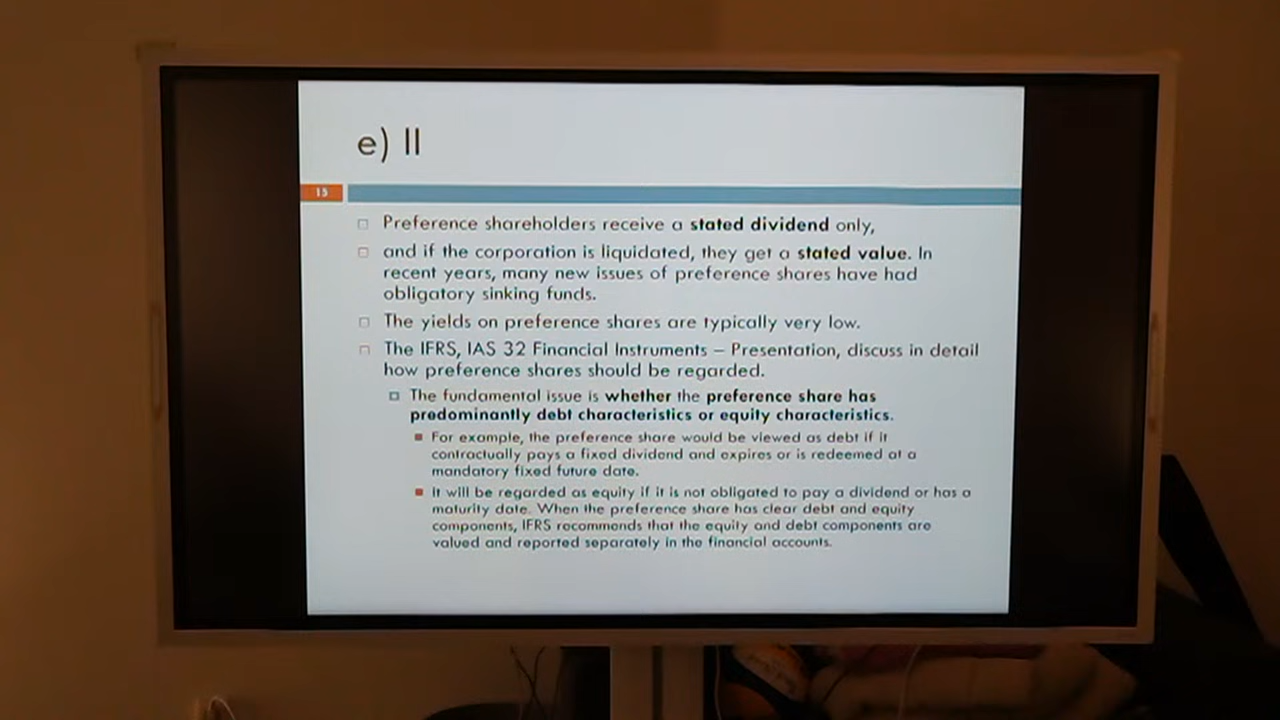 e) II
15
Preference shareholders receive a stated dividend only,
and if the corporation is liquidated, they get a stated value. In
recent years, many new issues of preference shares have had
obligatory sinking funds.
The yields on preference shares are typically very low.
The IFRS, IAS 32 Financial Instruments – Presentation, discuss in detail
how preference shares should be regarded.
The fundamental issue is whether the preference share has
predominantly debt characteristics or equity characteristics.
For example, the preference share would be viewed as debt if it
contractually pays a fixed dividend and expires or is redeemed at a
mandatory fixed future date.
It will be regarded as equity if it is not obligated to pay a dividend or has a
maturity date. When the preference share has clear debt and equity
components, IFRS recommends that the equity and debt components are
valued and reported separately in the financial accounts.